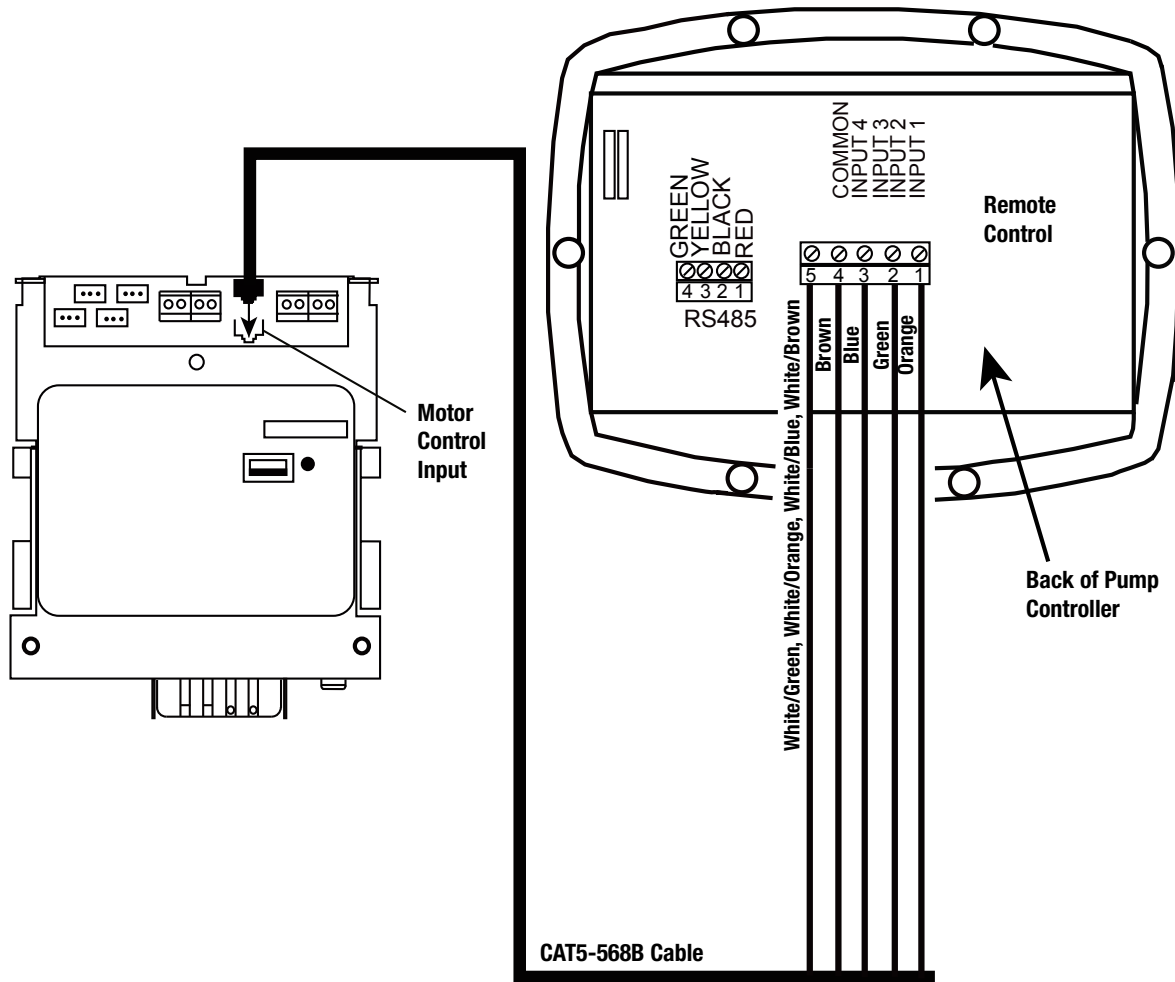 COMMON
INPUT 4
INPUT 3
INPUT 2
INPUT 1
GREEN
YELLOW
BLACK
RED
Remote
Control
5 4 3 2 1
4 3 2 1
RS485
White/Green, White/Orange, White/Blue, White/Brown
Brown
Blue
Green
Orange
Motor
Control
Input
Back of Pump
Controller
CAT5-568B Cable